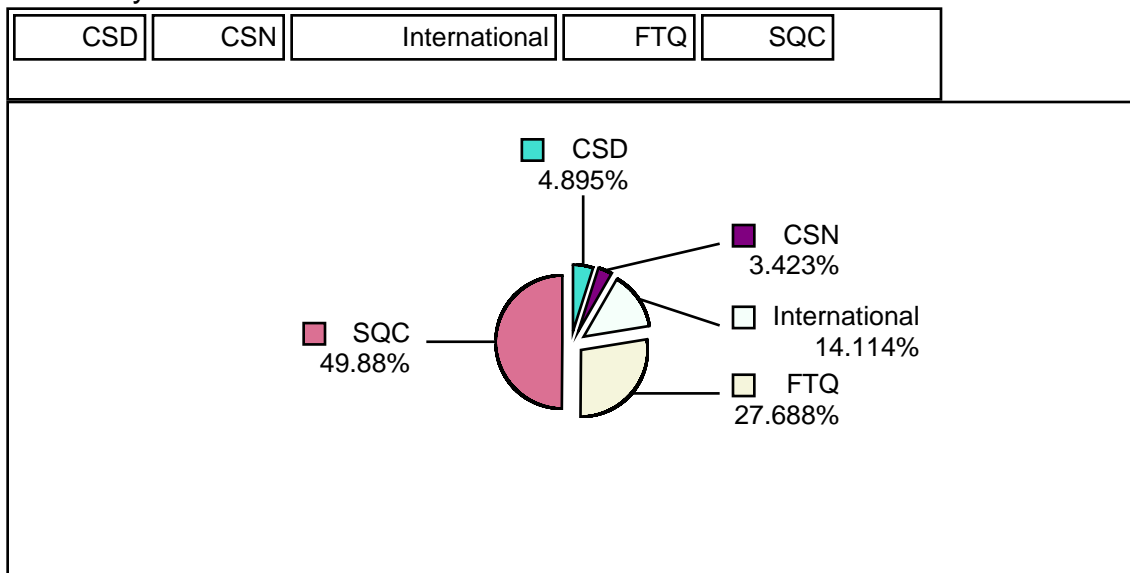 CSD CSN International FTQ SQC
CSD
4.895%
CSN
3.423%
International
14.114%
SQC
49.88%
FTQ
27.688%